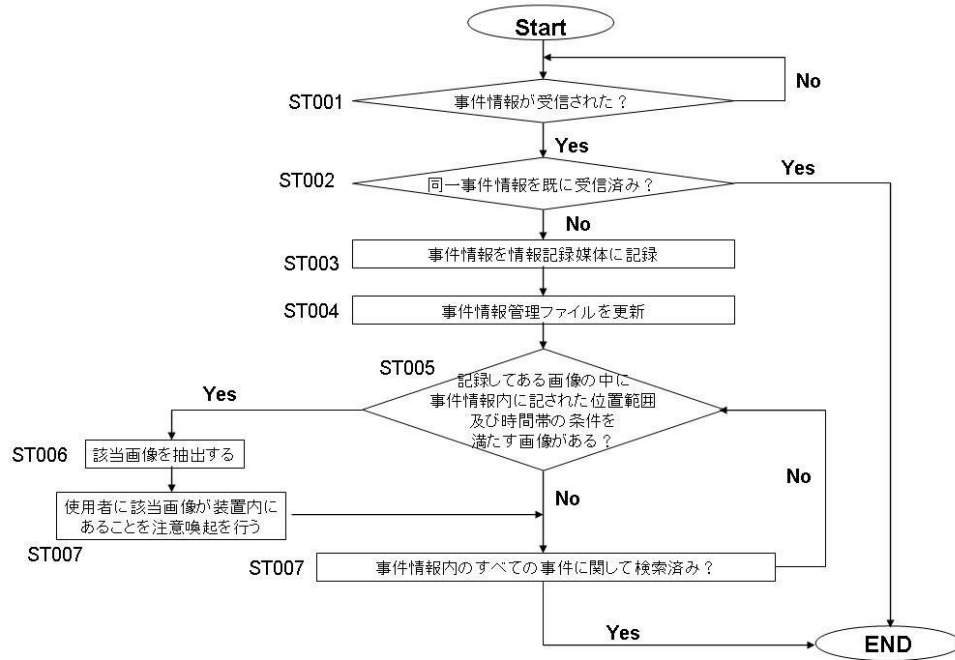 Start
No
ST001
事件情報が受信された？
Yes
ST002
同一事件情報を既に受信済み？
Yes
No
ST003
事件情報を情報記録媒体に記録
ST004
事件情報管理ファイルを更新
ST005
記録してある画像の中に
事件情報内に記された位置範囲
及び時間帯の条件を
満たす画像がある？
Yes
ST006
該当画像を抽出する
No
No
使用者に該当画像が装置内に
あることを注意喚起を行う
ST007
ST007
事件情報内のすべての事件に関して検索済み？
Yes
END